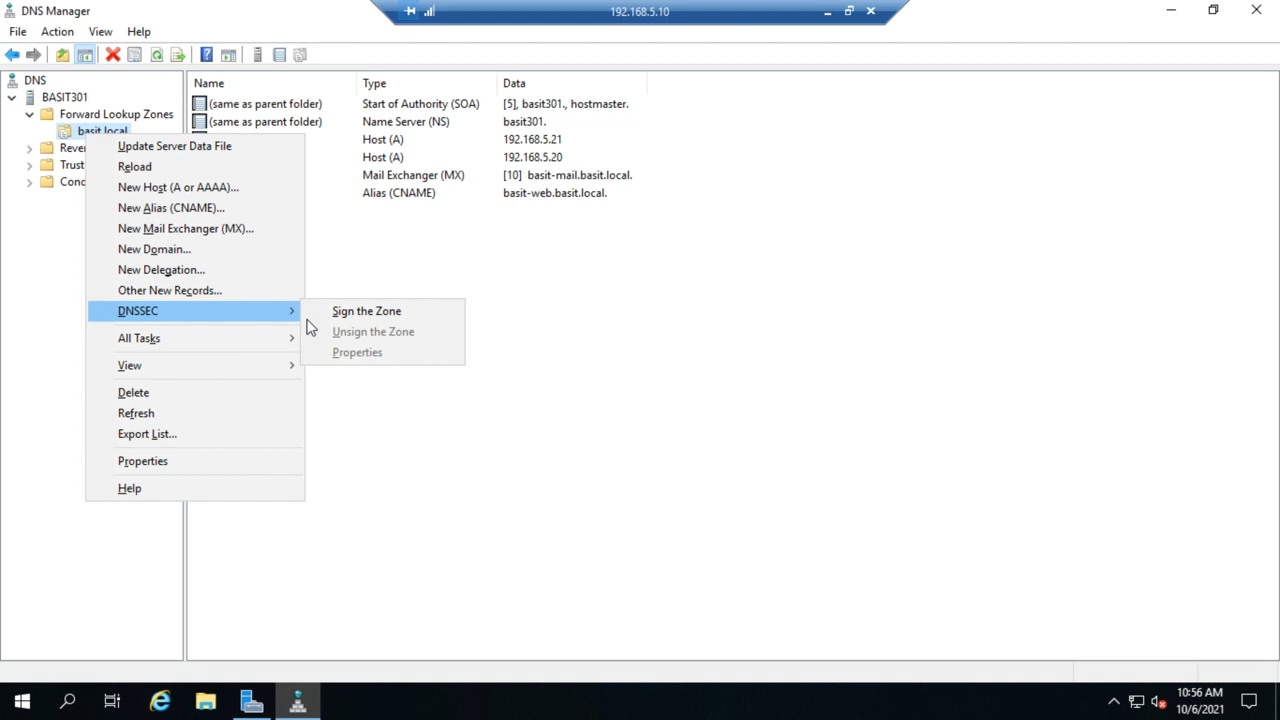 DNS Manager
192.168.5.10
File Action View Help
DNS
BASIT301
Forward Lookup Zones
basit.local
Reve
Trust
Cond
Name Type Data
(same as parent folder) Start of Authority (SOA) [5], basit301., hostmaster.
(same as parent folder) Name Server (NS) basit301.
Host (A) 192.168.5.21
Host (A) 192.168.5.20
Mail Exchanger (MX) [10] basit-mail.basit.local.
Alias (CNAME) basit-web.basit.local.
Update Server Data File
Reload
New Host (A or AAAA)...
New Alias (CNAME)...
New Mail Exchanger (MX)...
New Domain...
New Delegation...
Other New Records...
DNSSEC
All Tasks
View
Delete
Refresh
Export List...
Properties
Help
Sign the Zone
Unsign the Zone
Properties
10:56 AM
10/6/2021